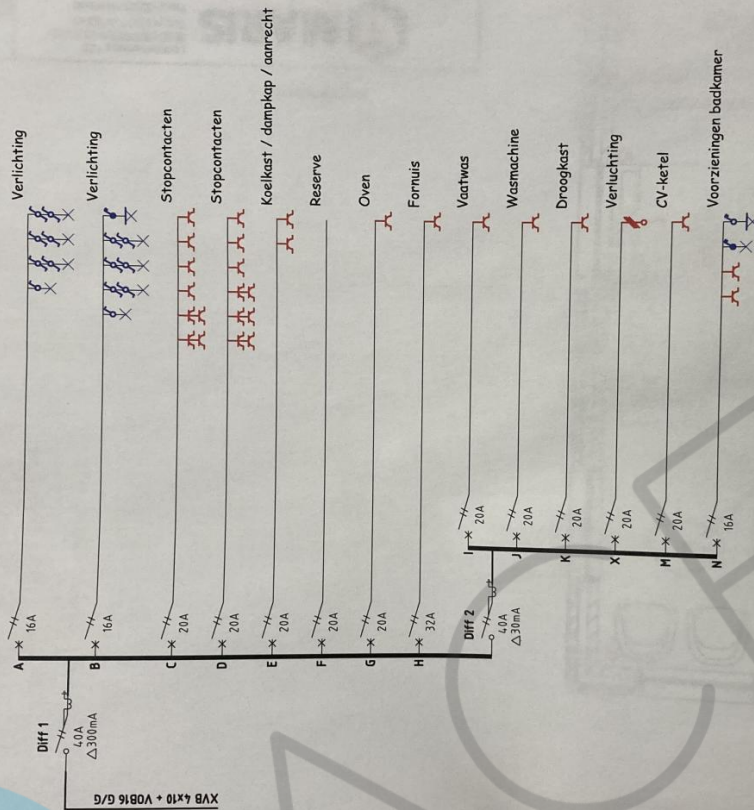 XVB 4x10 + VOB16 G/G
Diff 1
40A
△300mA
A
16A
Verlichting
B
16A
Verlichting
C
20A
Stopcontacten
D
20A
Stopcontacten
E
20A
Koelkast / dampkap / aanrecht
F
20A
Reserve
G
20A
Oven
H
32A
Fornuis
Diff 2
40A
△30mA
I
20A
Vaatwas
J
20A
Wasmachine
K
20A
Droogkast
X
20A
Verluchting
M
20A
CV-ketel
N
16A
Voorzieningen badkamer